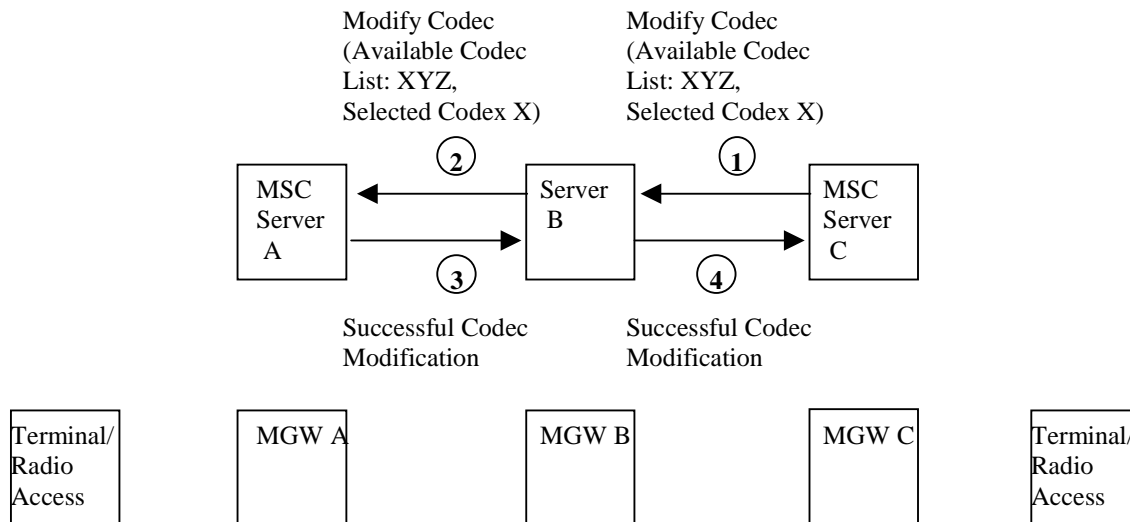 Modify Codec
(Available Codec
List: XYZ,
Selected Codex X)
Modify Codec
(Available Codec
List: XYZ,
Selected Codex X)
2
1
MSC
Server
A
Server
B
MSC
Server
C
3
4
Successful Codec
Modification
Successful Codec
Modification
Terminal/
Radio
Access
MGW A
MGW B
MGW C
Terminal/
Radio
Access